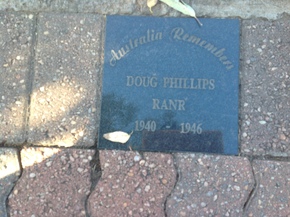 Australia Remembers
DOUG PHILLIPS
RANR
1940 - 1946